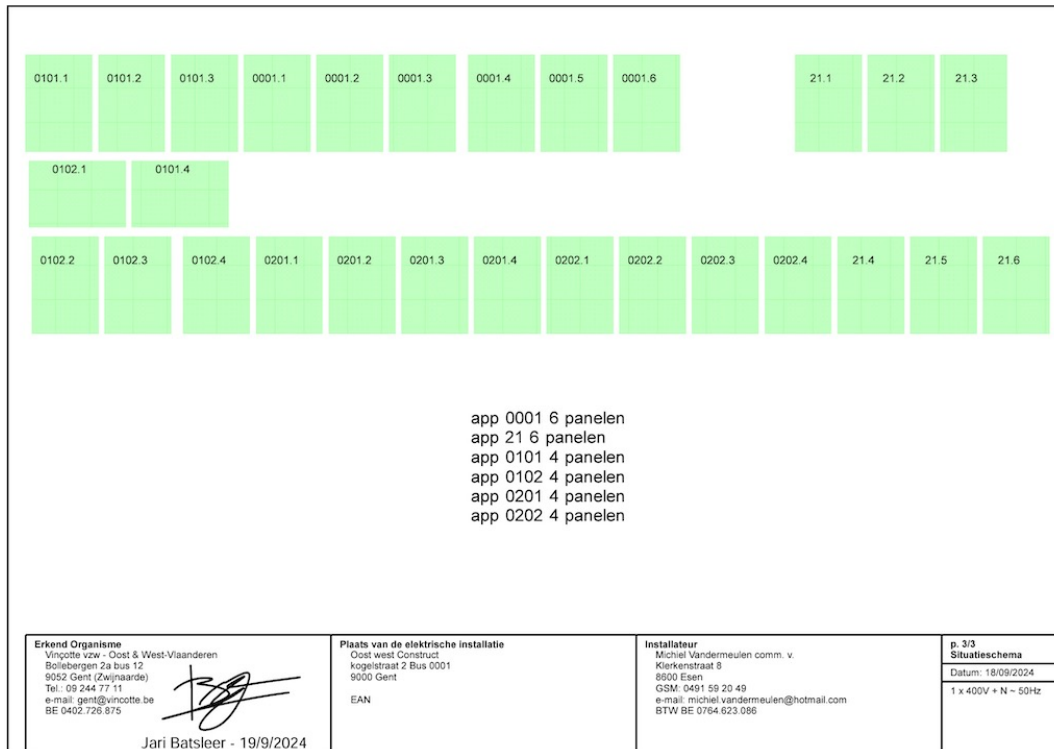 0101.1 0101.2 0101.3 0001.1 0001.2 0001.3 0001.4 0001.5 0001.6 21.1 21.2 21.3
0102.1 0101.4
0102.2 0102.3 0102.4 0201.1 0201.2 0201.3 0201.4 0202.1 0202.2 0202.3 0202.4 21.4 21.5 21.6
app 0001 6 panelen
app 21 6 panelen
app 0101 4 panelen
app 0102 4 panelen
app 0201 4 panelen
app 0202 4 panelen
Erkend Organisme
Vinçotte vzw - Oost & West-Vlaanderen
Bollebergen 2a bus 12
9052 Gent (Zwijnaarde)
Tel.: 09 244 77 11
e-mail: gent@vincotte.be
BE 0402.726.875
Jari Batsleer - 19/9/2024
Plaats van de elektrische installatie
Oost west Construct
kogelstraat 2 Bus 0001
9000 Gent
EAN
Installateur
Michiel Vandermeulen comm. v.
Klerkenstraat 8
8600 Esen
GSM: 0491 59 20 49
e-mail: michiel.vandermeulen@hotmail.com
BTW BE 0764.623.086
p. 3/3
Situatieschema
Datum: 18/09/2024
1 x 400V + N ~ 50Hz